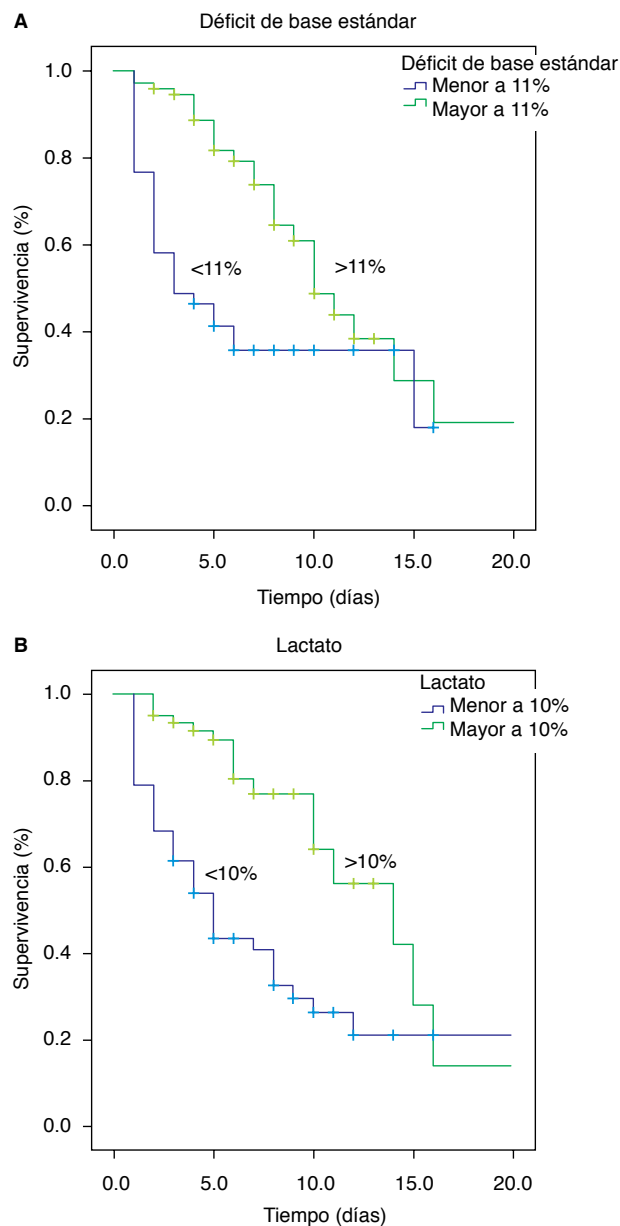 A
Déficit de base estándar
Déficit de base estándar
Menor a 11%
Mayor a 11%
1.0
0.8
0.6
0.4
0.2
0.0
Supervivencia (%)
<11%
>11%
0.0 5.0 10.0 15.0 20.0
Tiempo (días)
B
Lactato
Lactato
Menor a 10%
Mayor a 10%
1.0
0.8
0.6
0.4
0.2
0.0
Supervivencia (%)
<10%
>10%
0.0 5.0 10.0 15.0 20.0
Tiempo (días)